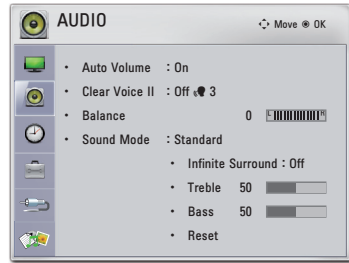 AUDIO
Move OK
• Auto Volume : On
• Clear Voice II : Off 3
• Balance 0 L R
• Sound Mode : Standard
• Infinite Surround : Off
• Treble 50
• Bass 50
• Reset